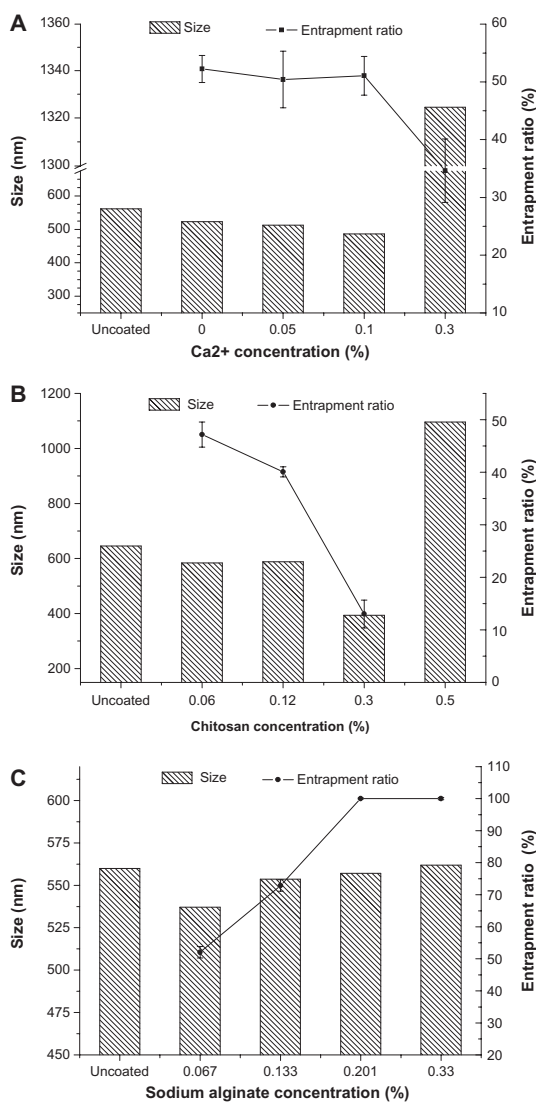 A
Size
Entrapment ratio
1360
1340
1320
1300
600
500
400
300
Size (nm)
60
50
40
30
20
10
Entrapment ratio (%)
Uncoated 0 0.05 0.1 0.3
Ca2+ concentration (%)
B
Size
Entrapment ratio
1200
1000
800
600
400
200
Size (nm)
50
40
30
20
10
0
Entrapment ratio (%)
Uncoated 0.06 0.12 0.3 0.5
Chitosan concentration (%)
C
Size
Entrapment ratio
600
575
550
525
500
475
450
Size (nm)
110
100
90
80
70
60
50
40
30
20
Entrapment ratio (%)
Uncoated 0.067 0.133 0.201 0.33
Sodium alginate concentration (%)